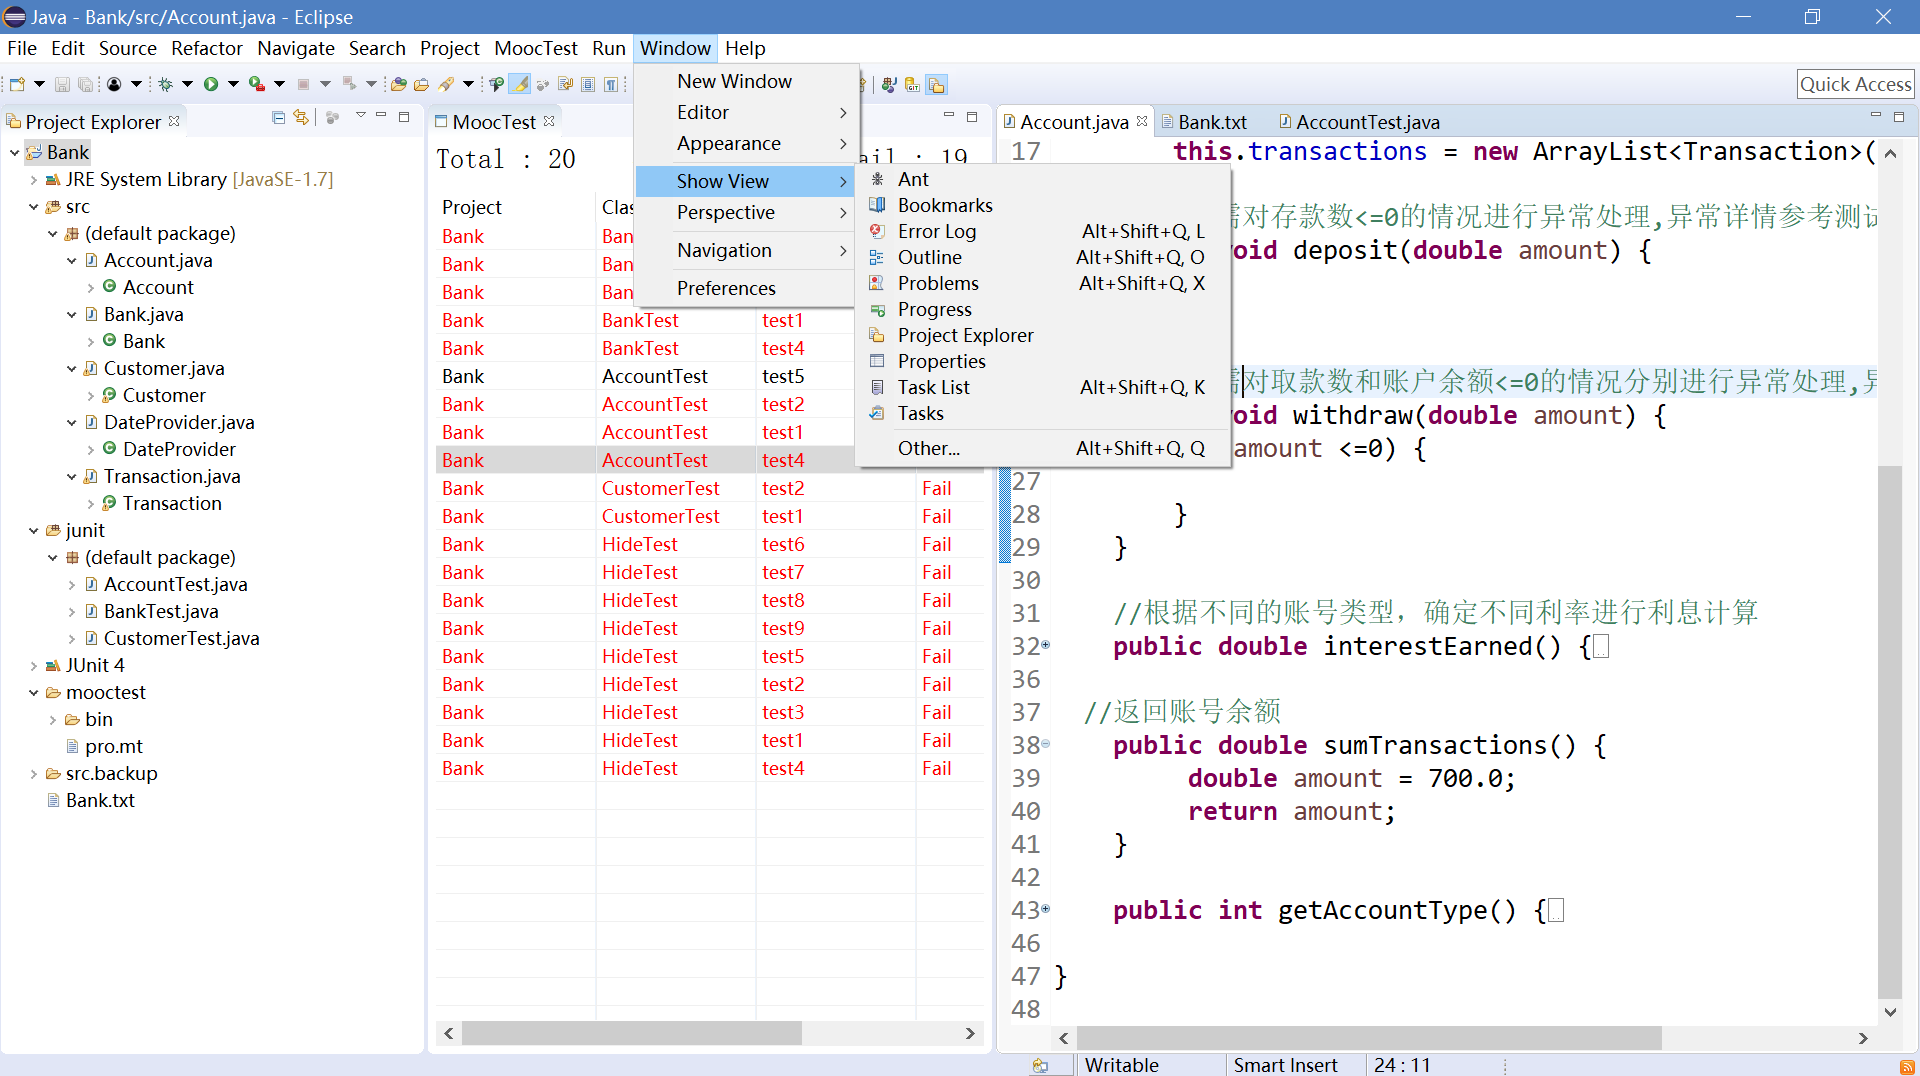 Java - Bank/src/Account.java - Eclipse
File Edit Source Refactor Navigate Search Project MoocTest Run Window Help
Quick Access
Project Explorer
Bank
JRE System Library [JavaSE-1.7]
src
(default package)
Account.java
Account
Bank.java
Bank
Customer.java
Customer
DateProvider.java
DateProvider
Transaction.java
Transaction
junit
(default package)
AccountTest.java
BankTest.java
CustomerTest.java
JUnit 4
mooctest
bin
pro.mt
src.backup
Bank.txt
MoocTest
Total : 20 ail : 19
Project Clas
Bank Ban
Bank Ban
Bank Ban
Bank BankTest test1
Bank BankTest test4
Bank AccountTest test5
Bank AccountTest test2
Bank AccountTest test1
Bank AccountTest test4
Bank CustomerTest test2 Fail
Bank CustomerTest test1 Fail
Bank HideTest test6 Fail
Bank HideTest test7 Fail
Bank HideTest test8 Fail
Bank HideTest test9 Fail
Bank HideTest test5 Fail
Bank HideTest test2 Fail
Bank HideTest test3 Fail
Bank HideTest test1 Fail
Bank HideTest test4 Fail
New Window
Editor
Appearance
Show View
Perspective
Navigation
Preferences
Ant
Bookmarks
Error Log Alt+Shift+Q, L
Outline Alt+Shift+Q, O
Problems Alt+Shift+Q, X
Progress
Project Explorer
Properties
Task List Alt+Shift+Q, K
Tasks
Other... Alt+Shift+Q, Q
Account.java Bank.txt AccountTest.java
17 this.transactions = new ArrayList<Transaction>(
对存款数<=0的情况进行异常处理,异常详情参考测试
oid deposit(double amount) {
对取款数和账户余额<=0的情况分别进行异常处理,异
oid withdraw(double amount) {
amount <=0) {
27
28 }
29 }
30
31 //根据不同的账号类型，确定不同利率进行利息计算
32 public double interestEarned() {
36
37 //返回账号余额
38 public double sumTransactions() {
39 double amount = 700.0;
40 return amount;
41 }
42
43 public int getAccountType() {
46
47 }
48
Writable Smart Insert 24 : 11